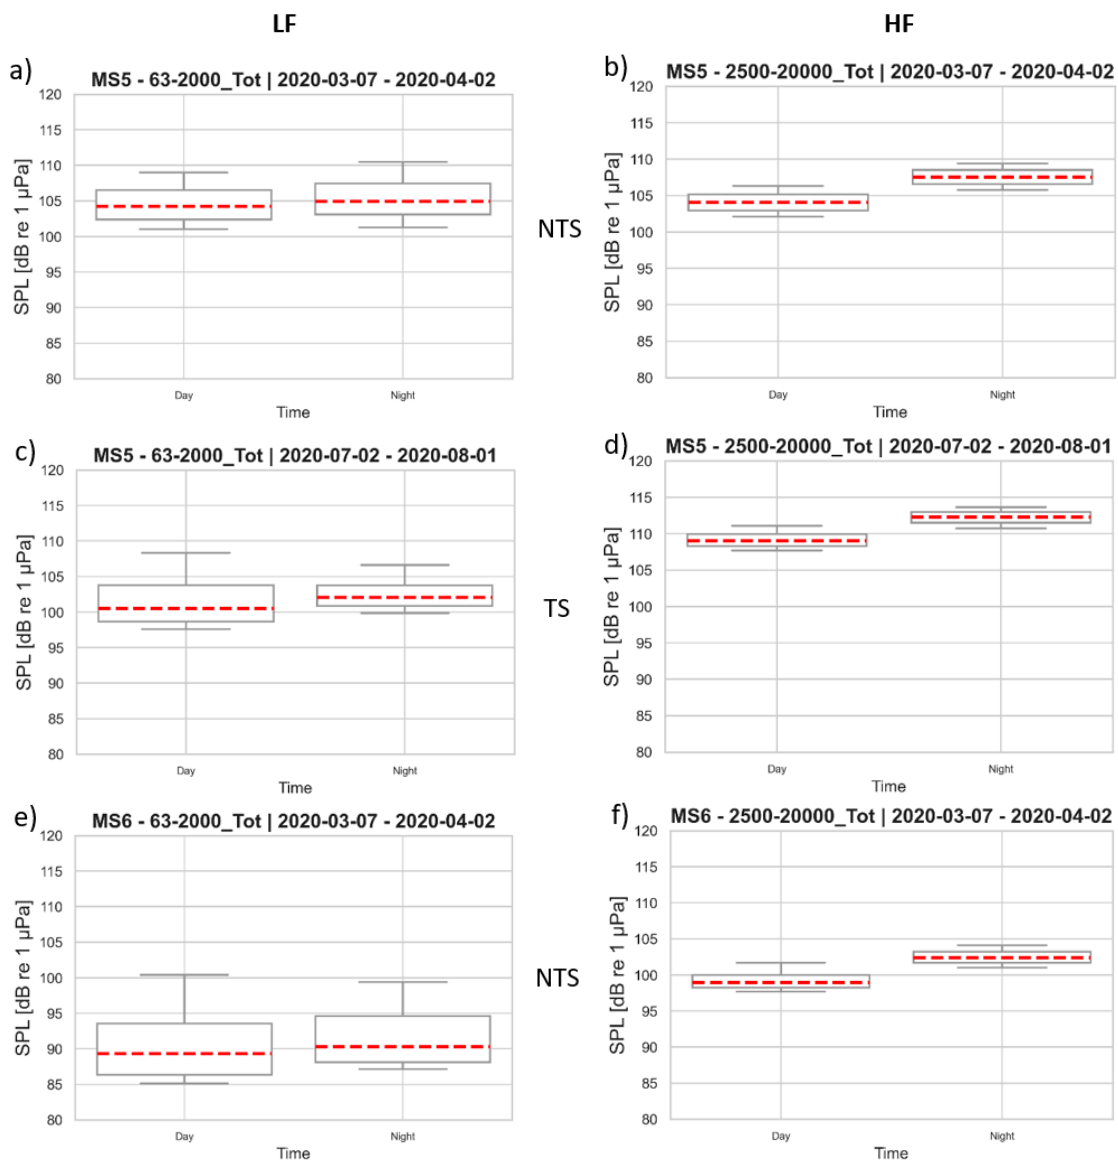 LF
HF
a)
MS5 - 63-2000_Tot | 2020-03-07 - 2020-04-02
SPL [dB re 1 µPa]
120
115
110
105
100
95
90
85
80
Day
Night
Time
b)
MS5 - 2500-20000_Tot | 2020-03-07 - 2020-04-02
SPL [dB re 1 µPa]
120
115
110
105
100
95
90
85
80
Day
Night
Time
NTS
c)
MS5 - 63-2000_Tot | 2020-07-02 - 2020-08-01
SPL [dB re 1 µPa]
120
115
110
105
100
95
90
85
80
Day
Night
Time
d)
MS5 - 2500-20000_Tot | 2020-07-02 - 2020-08-01
SPL [dB re 1 µPa]
120
115
110
105
100
95
90
85
80
Day
Night
Time
TS
e)
MS6 - 63-2000_Tot | 2020-03-07 - 2020-04-02
SPL [dB re 1 µPa]
120
115
110
105
100
95
90
85
80
Day
Night
Time
f)
MS6 - 2500-20000_Tot | 2020-03-07 - 2020-04-02
SPL [dB re 1 µPa]
120
115
110
105
100
95
90
85
80
Day
Night
Time
NTS